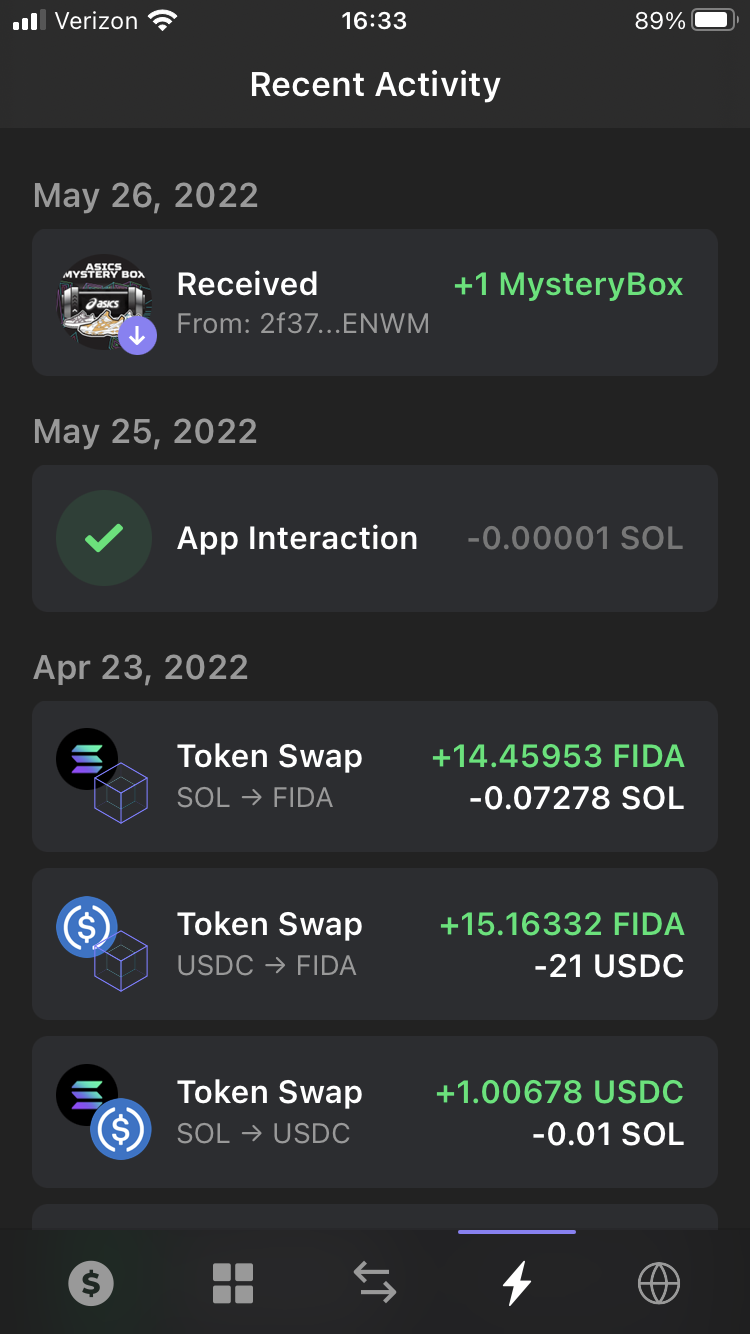 Verizon 16:33 89%
Recent Activity
May 26, 2022
ASICS
MYSTERY BOX
asics
Received +1 MysteryBox
From: 2f37...ENWM
May 25, 2022
App Interaction -0.00001 SOL
Apr 23, 2022
Token Swap +14.45953 FIDA
SOL → FIDA -0.07278 SOL
Token Swap +15.16332 FIDA
USDC → FIDA -21 USDC
Token Swap +1.00678 USDC
SOL → USDC -0.01 SOL